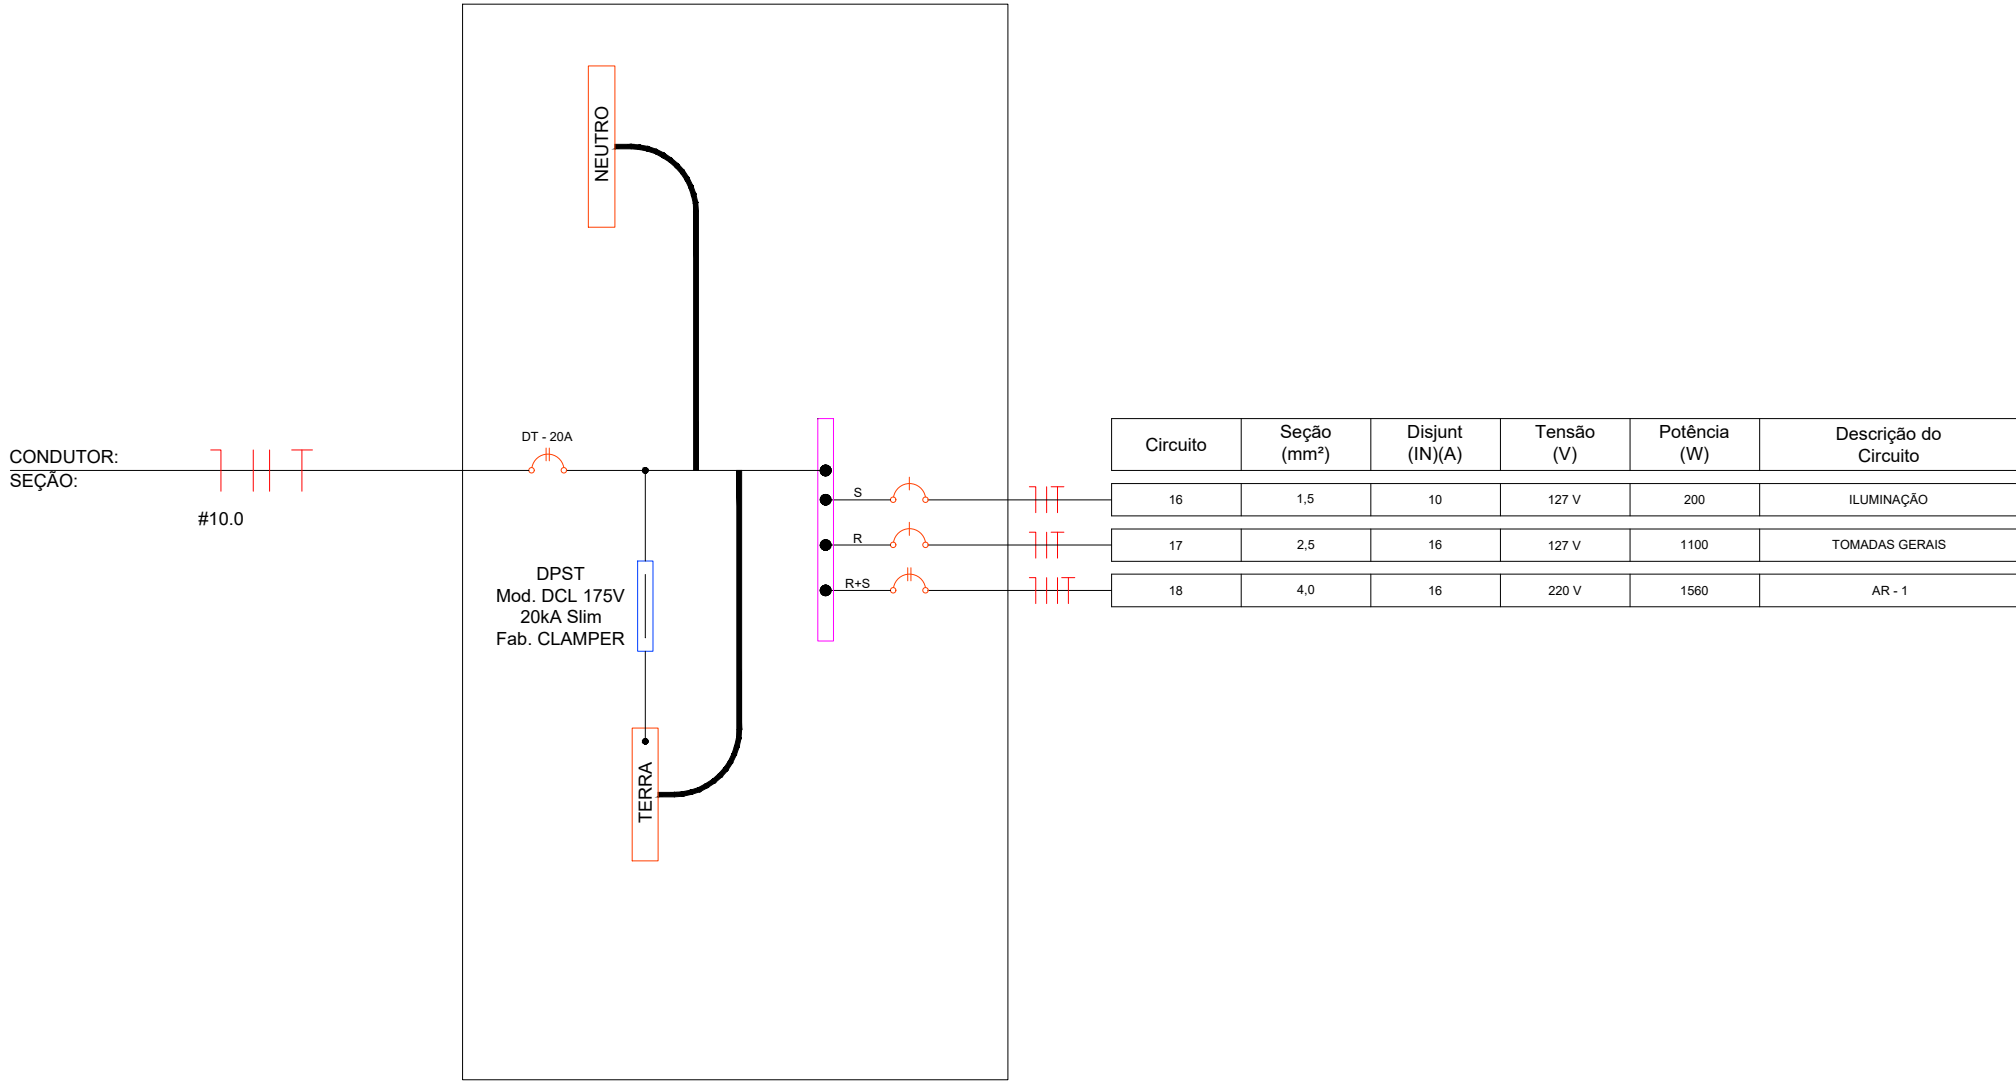 NEUTRO
DT - 20A
CONDUTOR:
SEÇÃO:
#10.0
DPST
Mod. DCL 175V
20kA Slim
Fab. CLAMPER
TERRA
S
R
R+S
Circuito Seção (mm²) Disjunt (IN)(A) Tensão (V) Potência (W) Descrição do Circuito
16 1,5 10 127 V 200 ILUMINAÇÃO
17 2,5 16 127 V 1100 TOMADAS GERAIS
18 4,0 16 220 V 1560 AR - 1